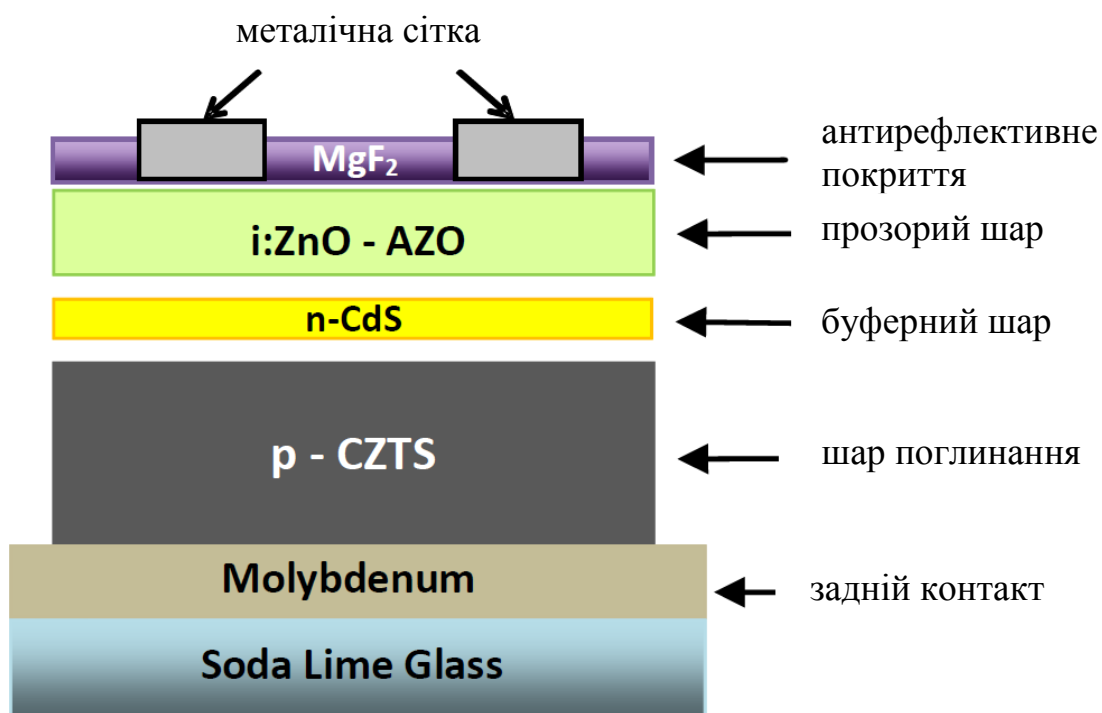 металічна сітка
MgF₂
антирефлективне
покриття
i:ZnO - AZO
прозорий шар
n-CdS
буферний шар
p - CZTS
шар поглинання
Molybdenum
задній контакт
Soda Lime Glass